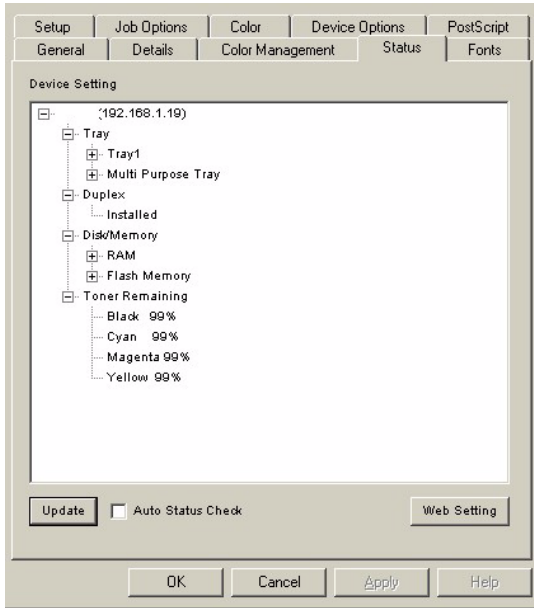 Setup Job Options Color Device Options PostScript
General Details Color Management Status Fonts
Device Setting
(192.168.1.19)
Tray
Tray1
Multi Purpose Tray
Duplex
Installed
Disk/Memory
RAM
Flash Memory
Toner Remaining
Black 99%
Cyan 99%
Magenta 99%
Yellow 99%
Update Auto Status Check Web Setting
OK Cancel Apply Help